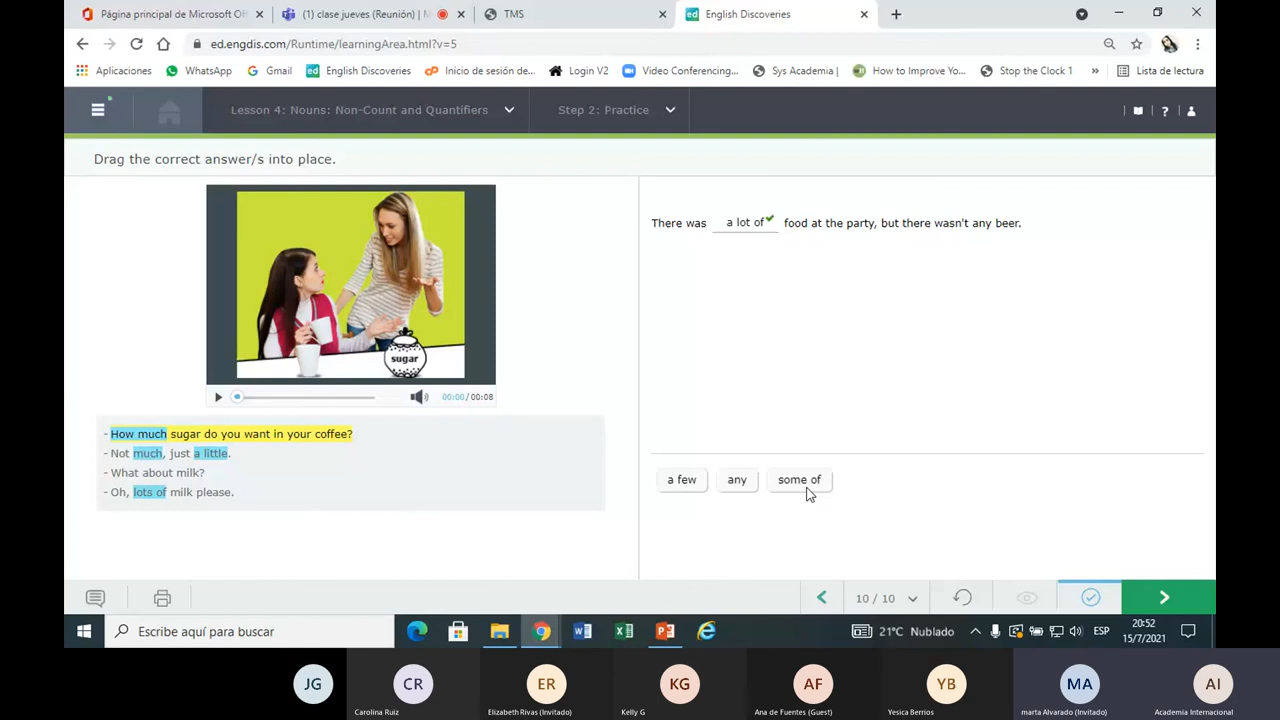 Página principal de Microsoft Of
(1) clase jueves (Reunión) | M
TMS
English Discoveries
ed.engdis.com/Runtime/learningArea.html?v=5
Aplicaciones
WhatsApp
Gmail
English Discoveries
Inicio de sesión de...
Login V2
Video Conferencing...
Sys Academia |
How to Improve Yo...
Stop the Clock 1
»
Lista de lectura
Lesson 4: Nouns: Non-Count and Quantifiers
Step 2: Practice
Drag the correct answer/s into place.
sugar
00:00/00:08
- How much sugar do you want in your coffee?
- Not much, just a little.
- What about milk?
- Oh, lots of milk please.
There was a lot of food at the party, but there wasn't any beer.
a few
any
some of
10 / 10
Escribe aquí para buscar
21°C Nublado
ESP
20:52
15/7/2021
JG
CR
Carolina Ruiz
ER
Elizabeth Rivas (Invitado)
KG
Kelly G
AF
Ana de Fuentes (Guest)
YB
Yesica Berrios
MA
marta Alvarado (Invitado)
AI
Academia Internacional